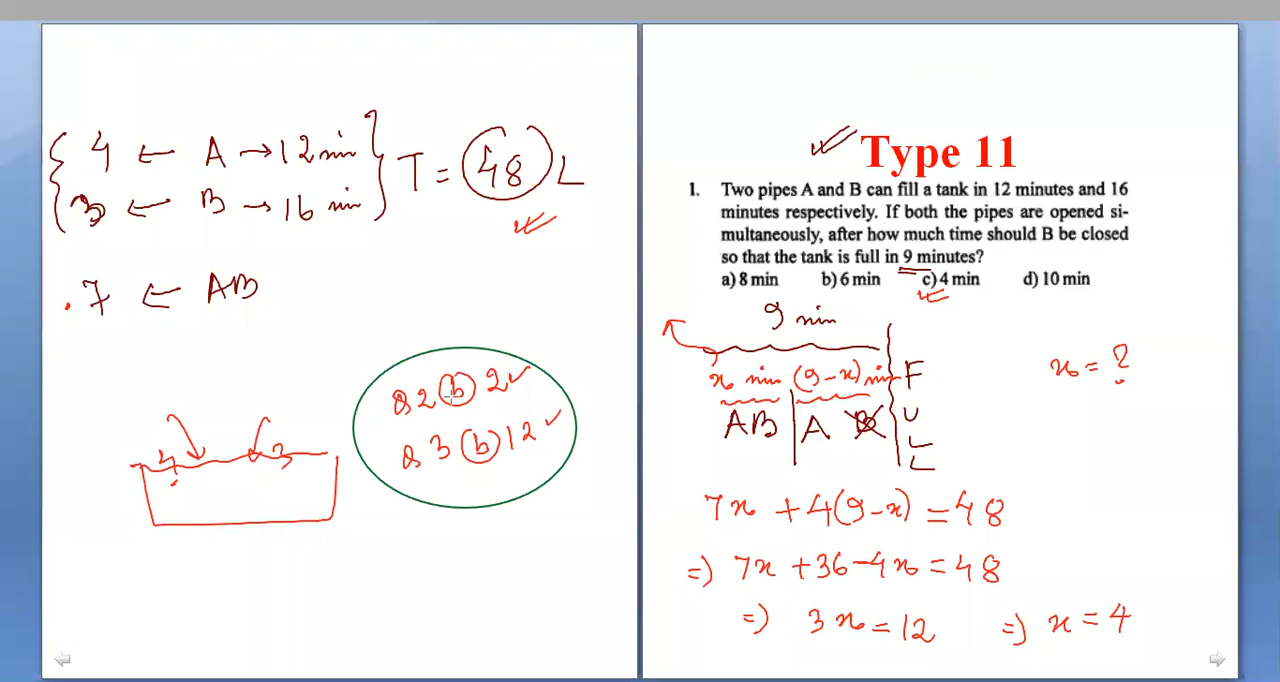 4 ← A → 12 min
3 ← B → 16 min
T = 48 L
7 ← AB
4 3
Q 2 (b) 2 ✓
Q 3 (b) 12 ✓
Type 11
1. Two pipes A and B can fill a tank in 12 minutes and 16
minutes respectively. If both the pipes are opened si-
multaneously, after how much time should B be closed
so that the tank is full in 9 minutes?
a) 8 min b) 6 min c) 4 min d) 10 min
9 min
x min (9-x) min
AB A B
FULL
x = ?
7x + 4(9-x) = 48
=> 7x + 36 - 4x = 48
=> 3x = 12 => x = 4